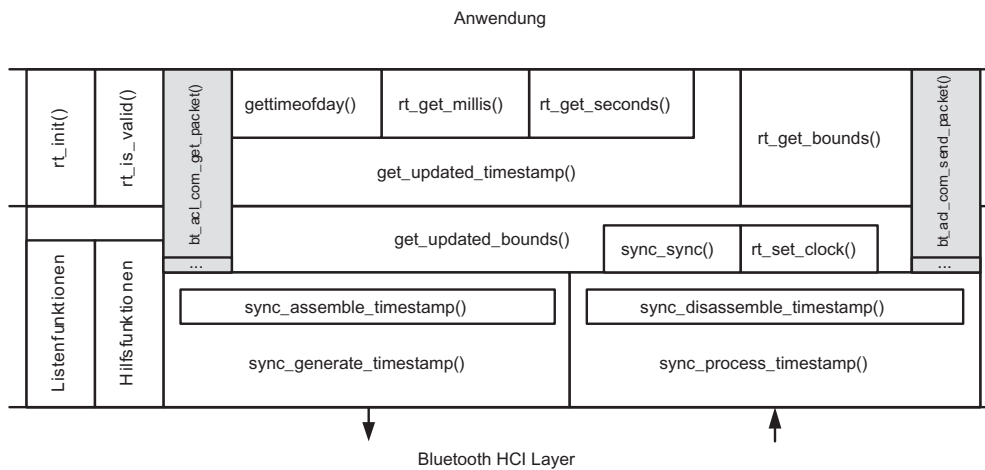 Anwendung
rt_init()
rt_is_valid()
bt_acl_com_get_packet()
...
gettimeofday()
rt_get_millis()
rt_get_seconds()
get_updated_timestamp()
rt_get_bounds()
bt_acl_com_send_packet()
...
get_updated_bounds()
sync_sync()
rt_set_clock()
Listenfunktionen
Hilfsfunktionen
sync_assemble_timestamp()
sync_disassemble_timestamp()
sync_generate_timestamp()
sync_process_timestamp()
Bluetooth HCI Layer